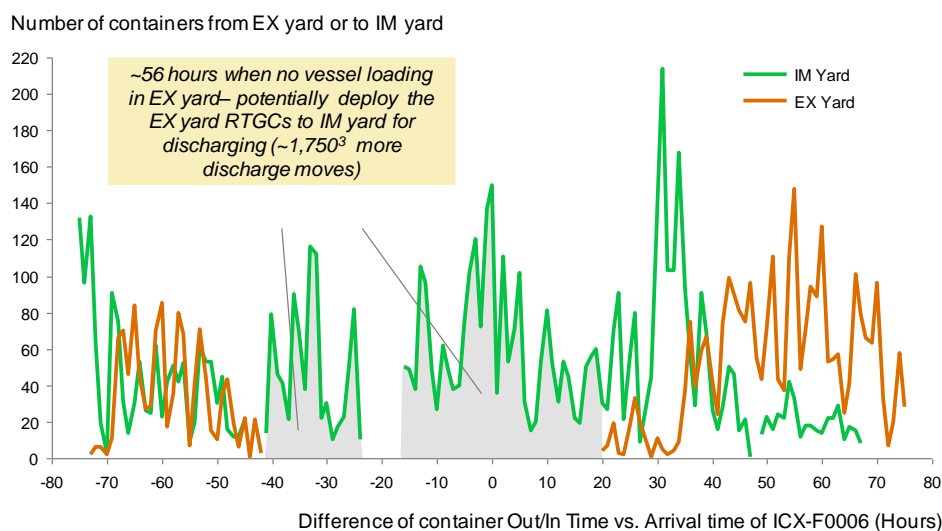 Number of containers from EX yard or to IM yard
220
200
180
160
140
120
100
80
60
40
20
0
~56 hours when no vessel loading
in EX yard– potentially deploy the
EX yard RTGCs to IM yard for
discharging (~1,750³ more
discharge moves)
IM Yard
EX Yard
-80 -70 -60 -50 -40 -30 -20 -10 0 10 20 30 40 50 60 70 80
Difference of container Out/In Time vs. Arrival time of ICX-F0006 (Hours)